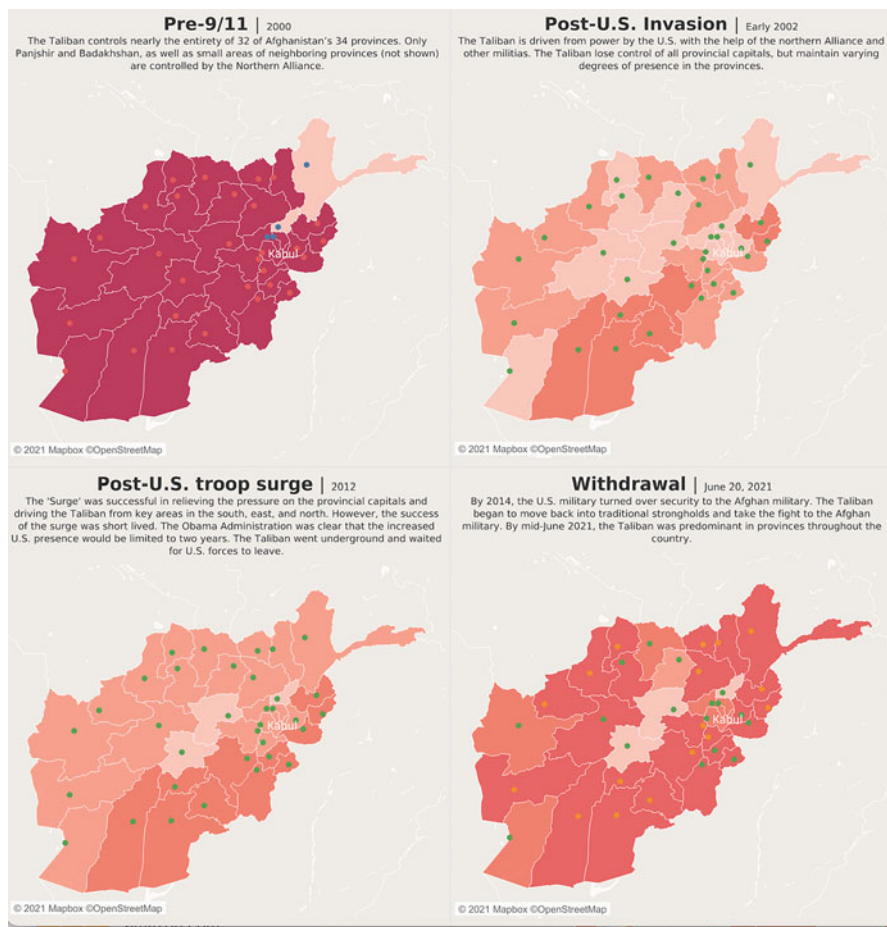 Pre-9/11 | 2000
The Taliban controls nearly the entirety of 32 of Afghanistan's 34 provinces. Only
Panjshir and Badakhshan, as well as small areas of neighboring provinces (not shown)
are controlled by the Northern Alliance.
Kabul
© 2021 Mapbox ©OpenStreetMap
Post-U.S. Invasion | Early 2002
The Taliban is driven from power by the U.S. with the help of the northern Alliance and
other militias. The Taliban lose control of all provincial capitals, but maintain varying
degrees of presence in the provinces.
Kabul
© 2021 Mapbox ©OpenStreetMap
Post-U.S. troop surge | 2012
The 'Surge' was successful in relieving the pressure on the provincial capitals and
driving the Taliban from key areas in the south, east, and north. However, the success
of the surge was short lived. The Obama Administration was clear that the increased
U.S. presence would be limited to two years. The Taliban went underground and waited
for U.S. forces to leave.
Kabul
© 2021 Mapbox ©OpenStreetMap
Withdrawal | June 20, 2021
By 2014, the U.S. military turned over security to the Afghan military. The Taliban
began to move back into traditional strongholds and take the fight to the Afghan
military. By mid-June 2021, the Taliban was predominant in provinces throughout the
country.
Kabul
© 2021 Mapbox ©OpenStreetMap